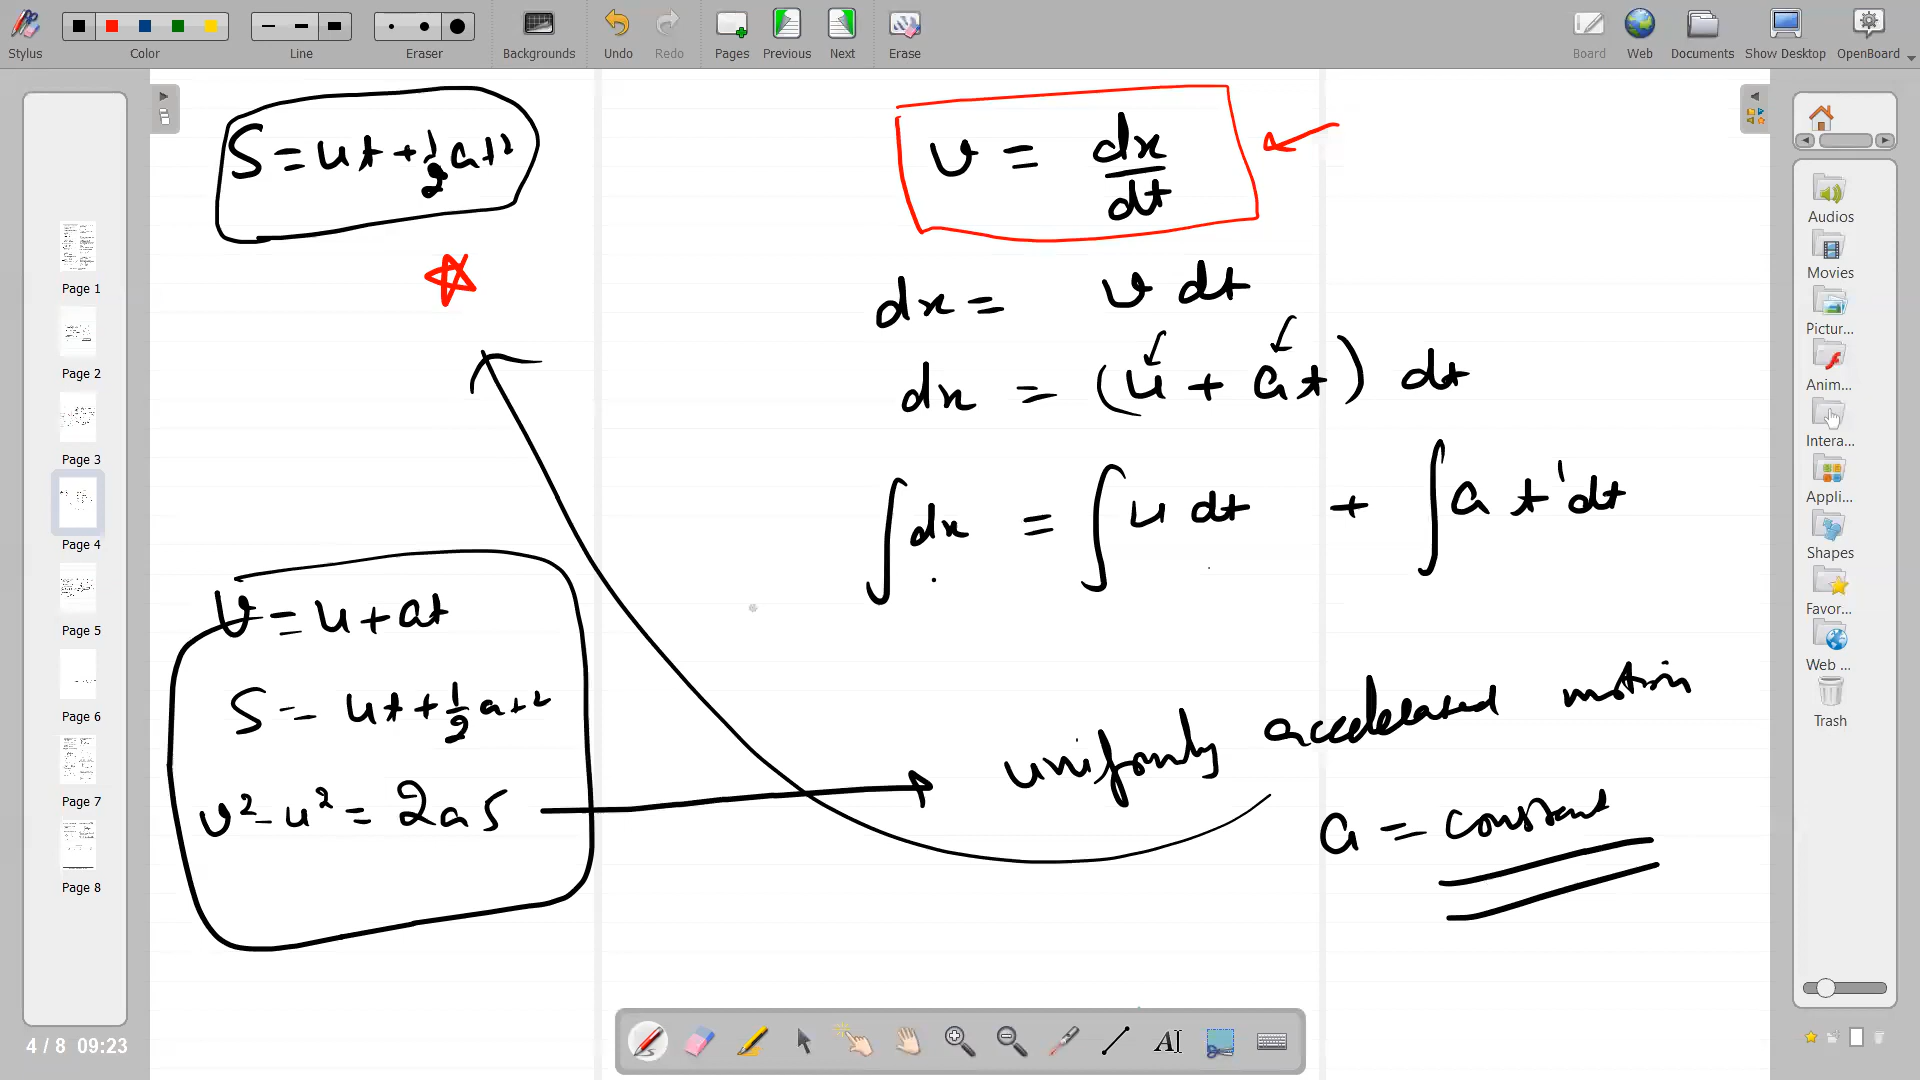 Stylus
Color
Line
Eraser
Backgrounds
Undo
Redo
Pages
Previous
Next
Erase
Board
Web
Documents
Show Desktop
OpenBoard
Page 1
Page 2
Page 3
Page 4
Page 5
Page 6
Page 7
Page 8
4 / 8 09:23
S = ut + 1/2 at²
v = dx/dt
dx = v dt
dx = (u + at) dt
∫dx = ∫u dt + ∫a t¹dt
v = u + at
S = ut + 1/2 at²
v² - u² = 2as
uniformly accelerated motion
a = constant
Audios
Movies
Pictur...
Anim...
Intera...
Appli...
Shapes
Favor...
Web ...
Trash